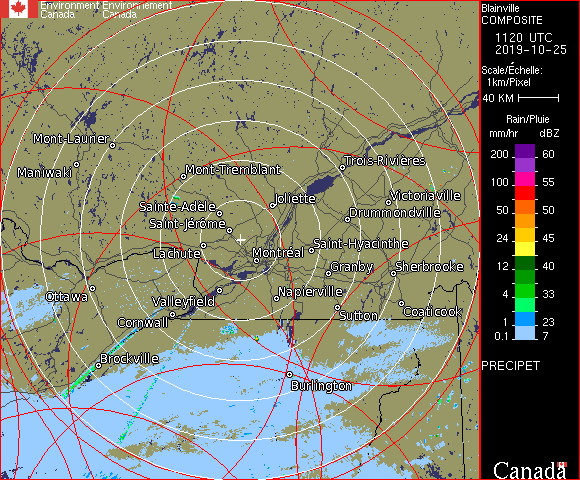 Environment Environnement
Canada Canada
Blainville
COMPOSITE
1120 UTC
2019-10-25
Scale/Échelle:
1km/Pixel
40 KM
Rain/Pluie
mm/hr dBZ
200 60
100 55
50 50
24 45
12 40
4 33
1 23
0.1 7
PRECIPET
Canada
Mont-Laurier
Maniwaki
Mont-Tremblant
Trois-Rivières
Joliette
Victoriaville
Sainte-Adele
Drummondville
Saint-Jérome
Lachute
Saint-Hyacinthe
Montréal
Granby
Sherbrooke
Ottawa
Valleyfield
Napierville
Cornwall
Sutton
Coaticook
Brockville
Burlington